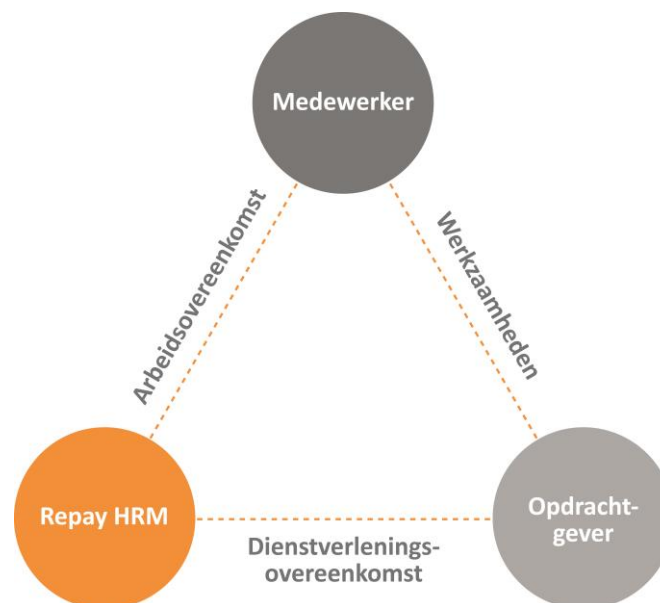 Medewerker
Arbeidsovereenkomst
Werkzaamheden
Repay HRM
Opdracht-
gever
Dienstverlenings-
overeenkomst